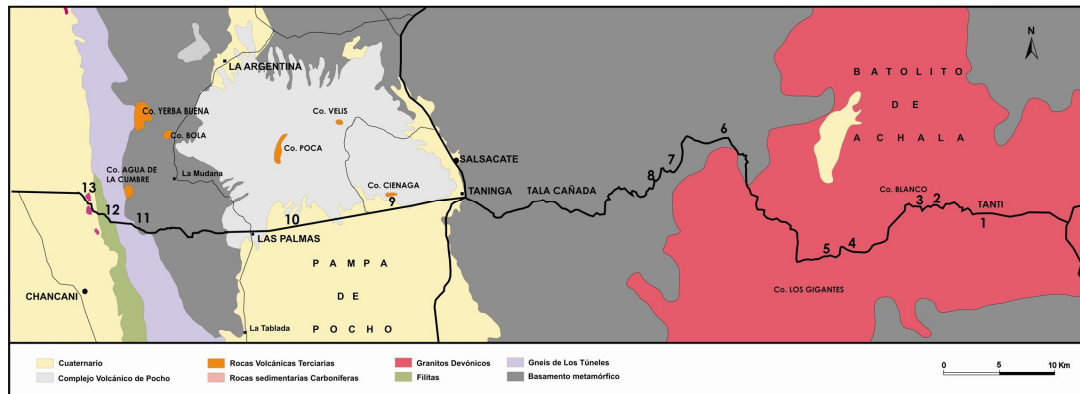 N
BATOLITO
DE
ACHALA
LA ARGENTINA
Co. YERBA BUENA
Co. VELIS
Co. BOLA
Co. POCA
SALSACATE
Co. AGUA DE
LA CUMBRE
La Mudana
Co. CIENAGA
TANINGA
TALA CAÑADA
Co. BLANCO
TANTI
13
12
11
10
9
8
7
6
5
4
3
2
1
LAS PALMAS
PAMPA
DE
POCHO
Co. LOS GIGANTES
CHANCANI
La Tablada
Cuaternario
Complejo Volcánico de Pocho
Rocas Volcánicas Terciarias
Rocas sedimentarias Carboníferas
Granitos Devónicos
Filitas
Gneis de Los Túneles
Basamento metamórfico
0 5 10 Km